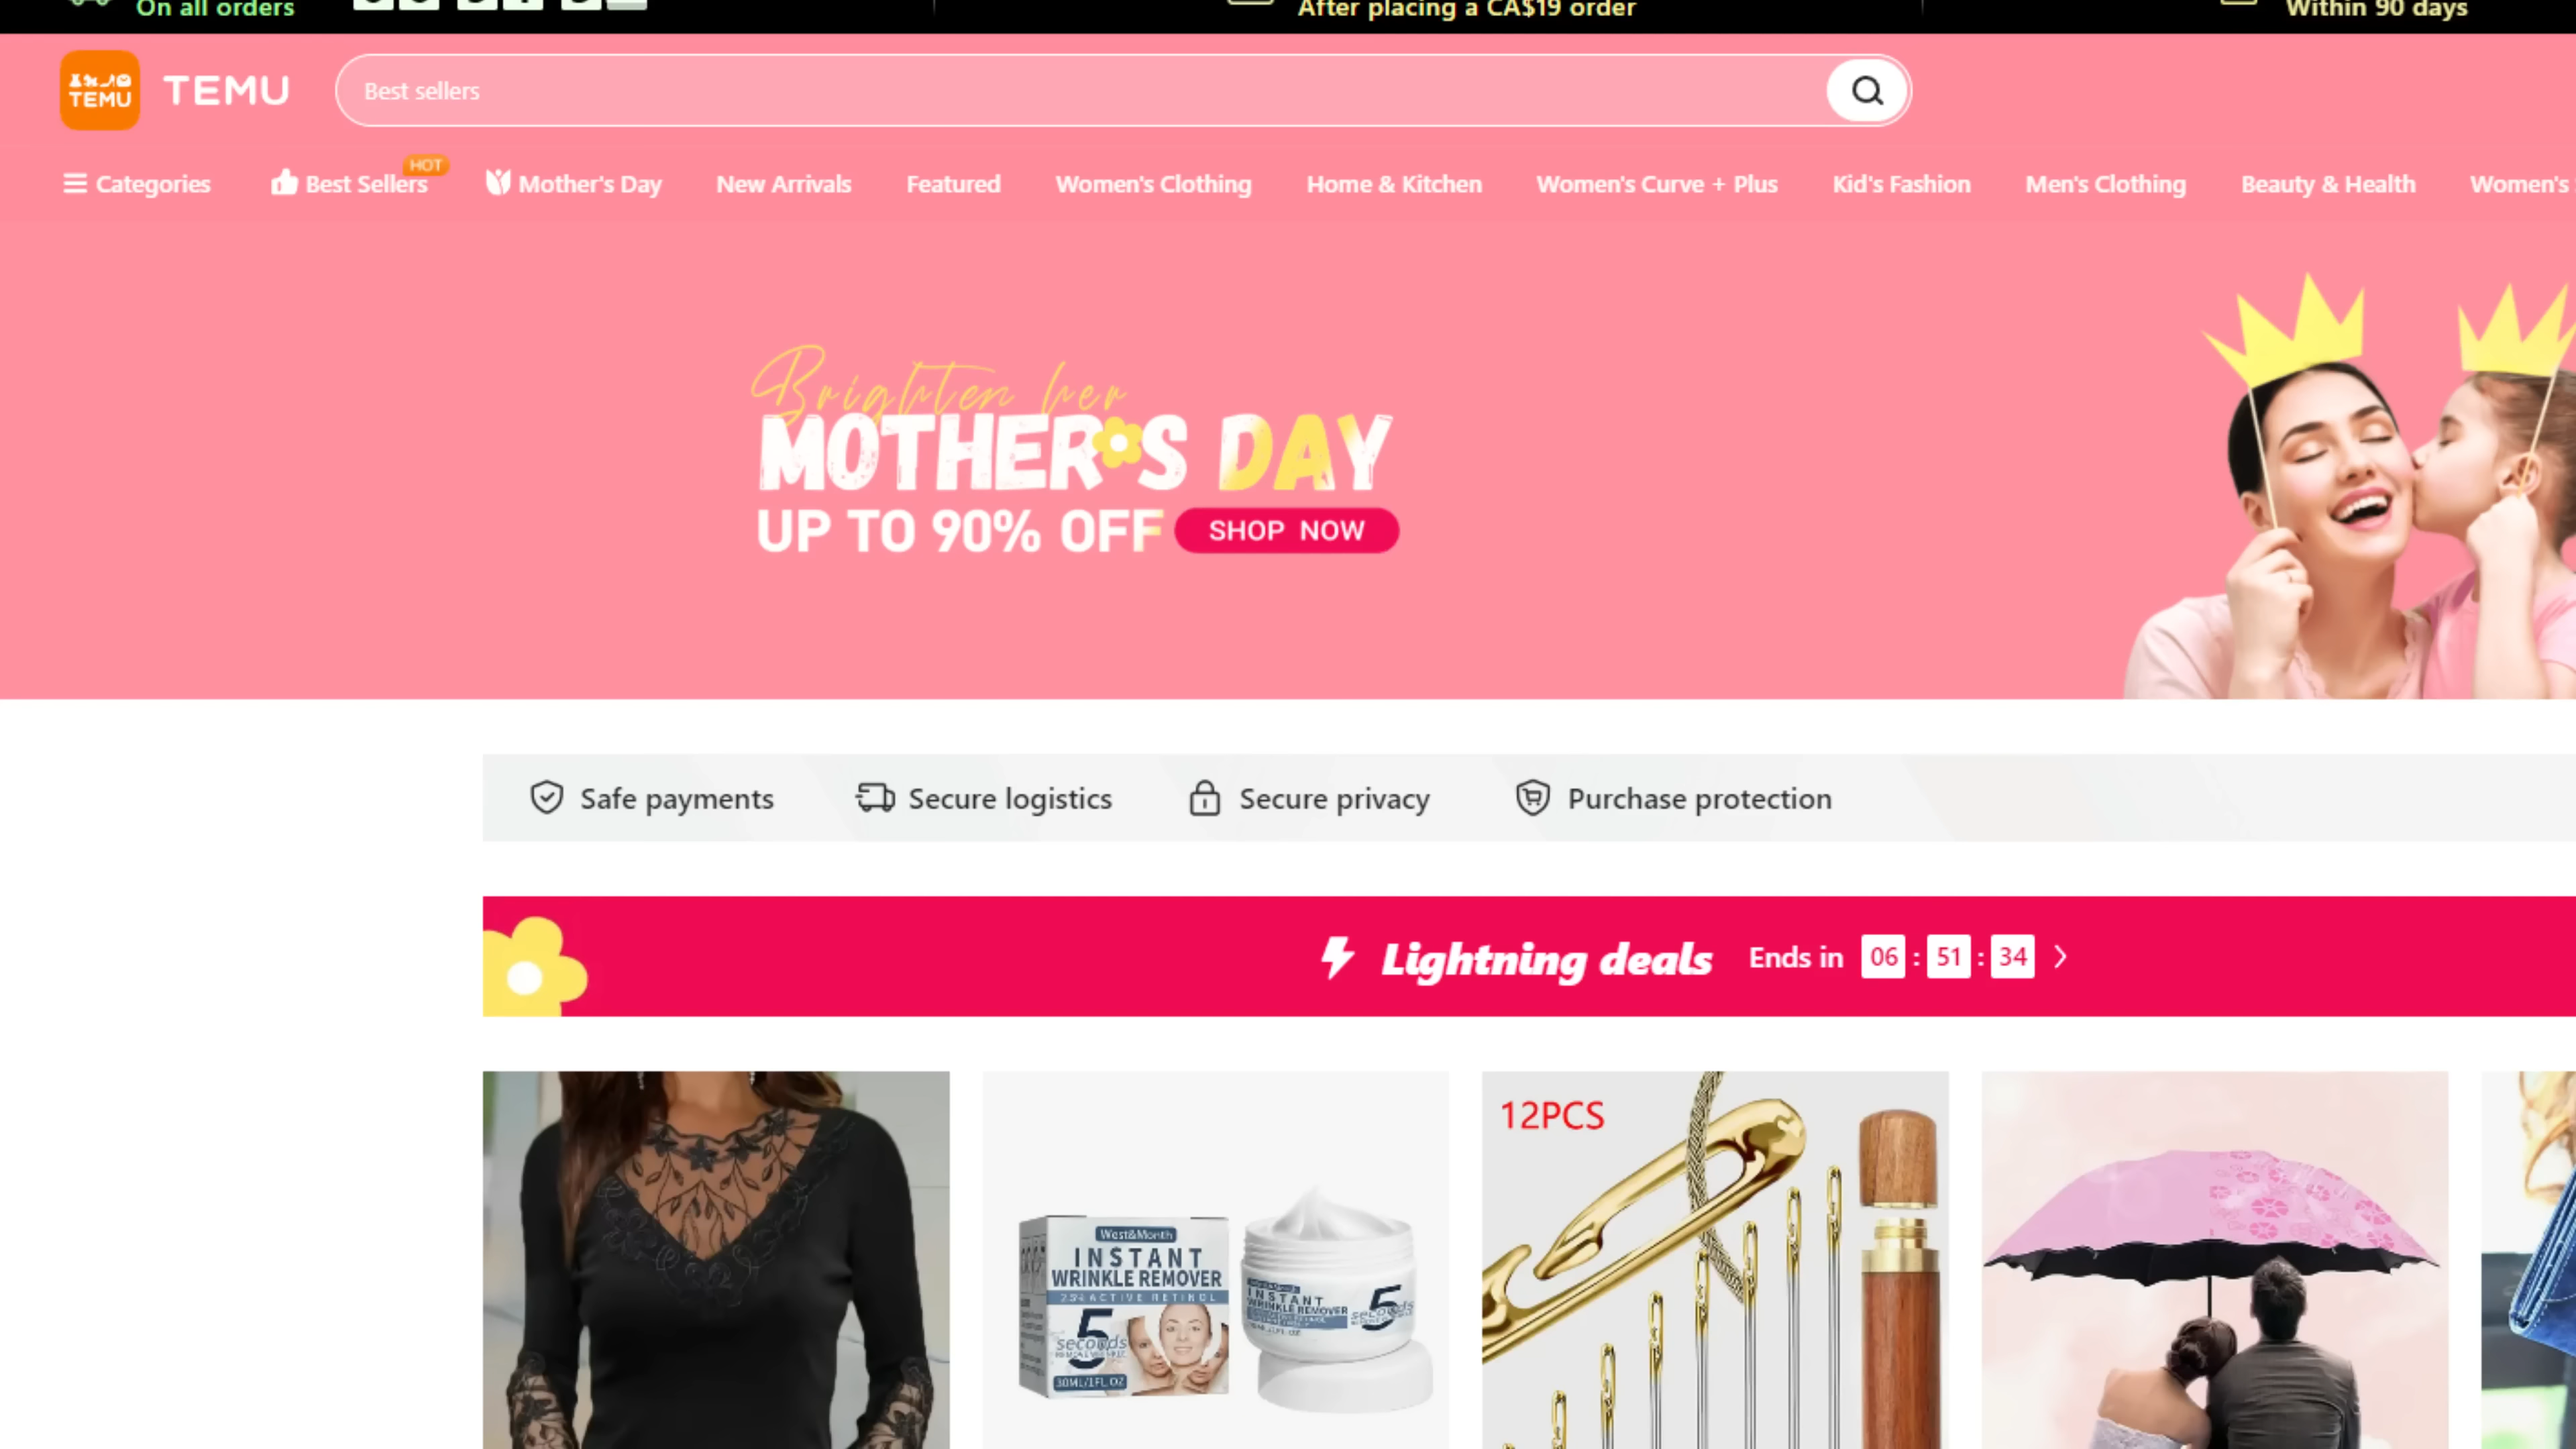 On all orders
After placing a CA$19 order
Within 90 days
TEMU
TEMU
Best sellers
Categories
Best Sellers
HOT
Mother's Day
New Arrivals
Featured
Women's Clothing
Home & Kitchen
Women's Curve + Plus
Kid's Fashion
Men's Clothing
Beauty & Health
Women's
Brighten her
MOTHER'S DAY
UP TO 90% OFF
SHOP NOW
Safe payments
Secure logistics
Secure privacy
Purchase protection
Lightning deals
Ends in 06 : 51 : 34
West&Month
INSTANT
WRINKLE REMOVER
2.5% ACTIVE RETINOL
5
seconds
30ML/1FL OZ
INSTANT
WRINKLE REMOVER
5
seconds
12PCS